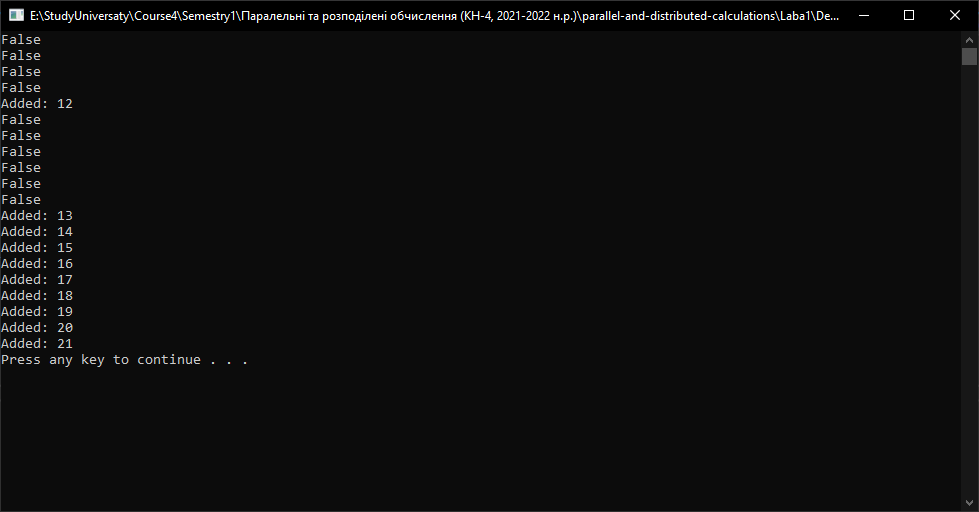 E:\StudyUniversaty\Course4\Semestry1\Паралельні та розподілені обчислення (КН-4, 2021-2022 н.р.)\parallel-and-distributed-calculations\Laba1\De...
False
False
False
False
Added: 12
False
False
False
False
False
False
Added: 13
Added: 14
Added: 15
Added: 16
Added: 17
Added: 18
Added: 19
Added: 20
Added: 21
Press any key to continue . . .